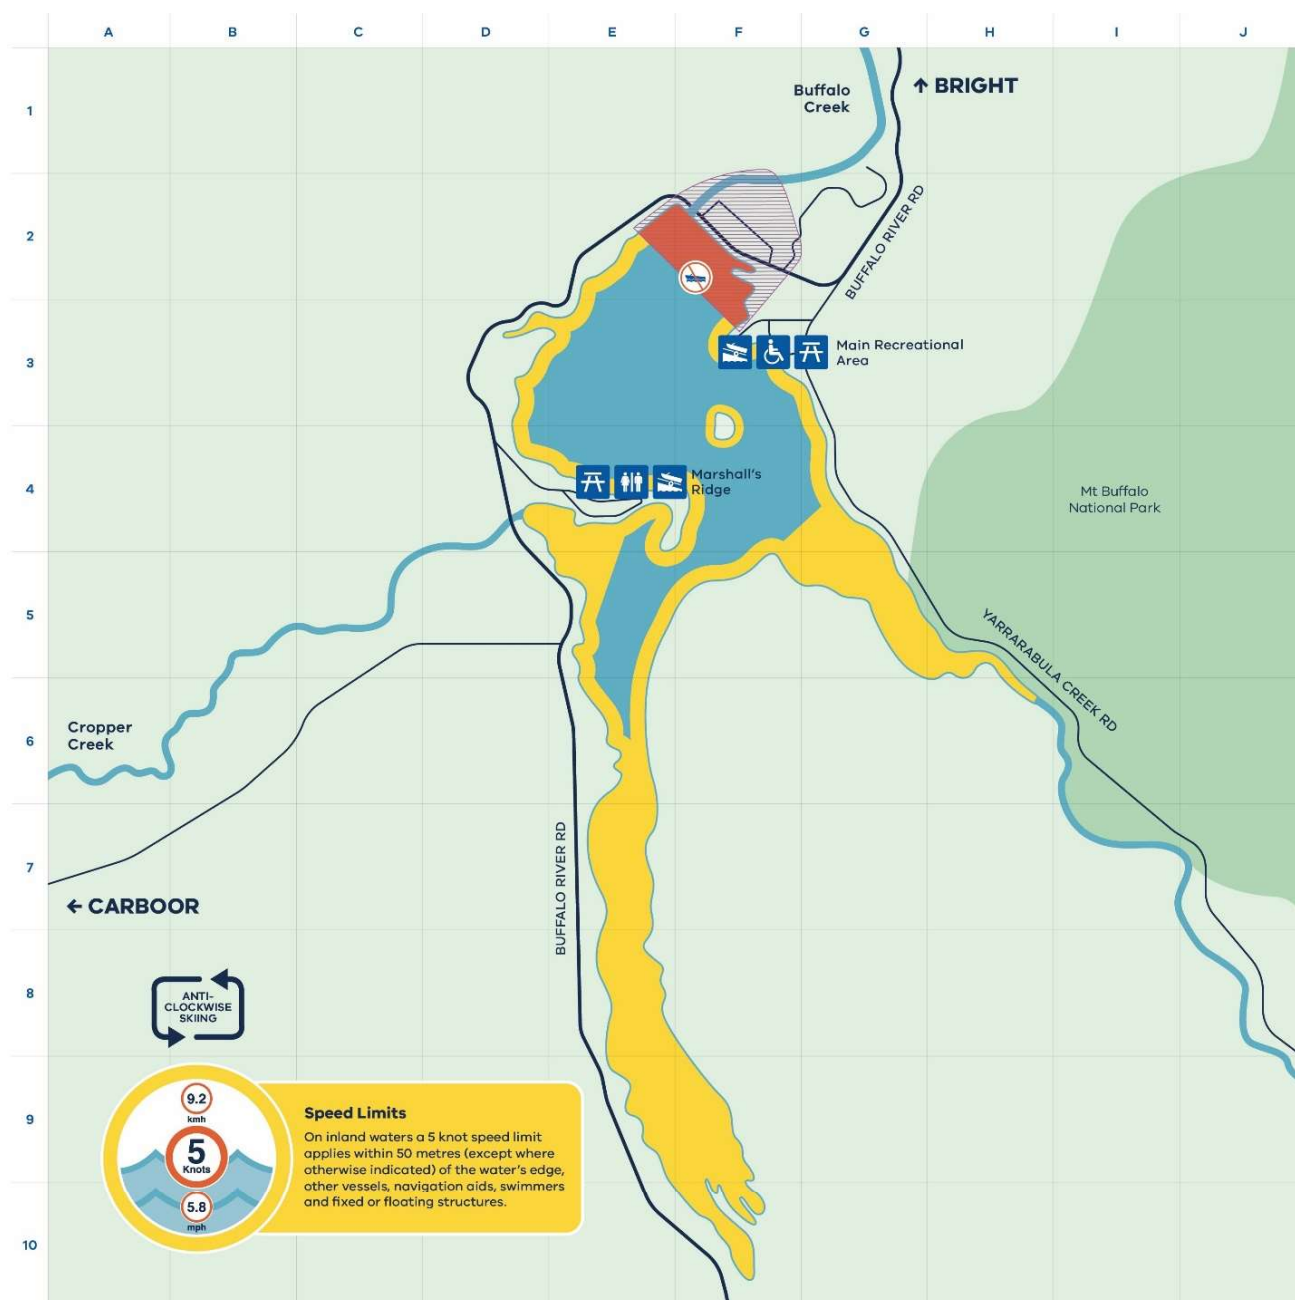 A B C D E F G H I J
1
2
3
4
5
6
7
8
9
10
Buffalo
Creek
↑ BRIGHT
BUFFALO RIVER RD
Main Recreational
Area
Marshall's
Ridge
Mt Buffalo
National Park
YARRARABULA CREEK RD
Cropper
Creek
BUFFALO RIVER RD
← CARBOOR
ANTI-
CLOCKWISE
SKIING
9.2
kmh
5
Knots
5.8
mph
Speed Limits
On inland waters a 5 knot speed limit
applies within 50 metres (except where
otherwise indicated) of the water's edge,
other vessels, navigation aids, swimmers
and fixed or floating structures.